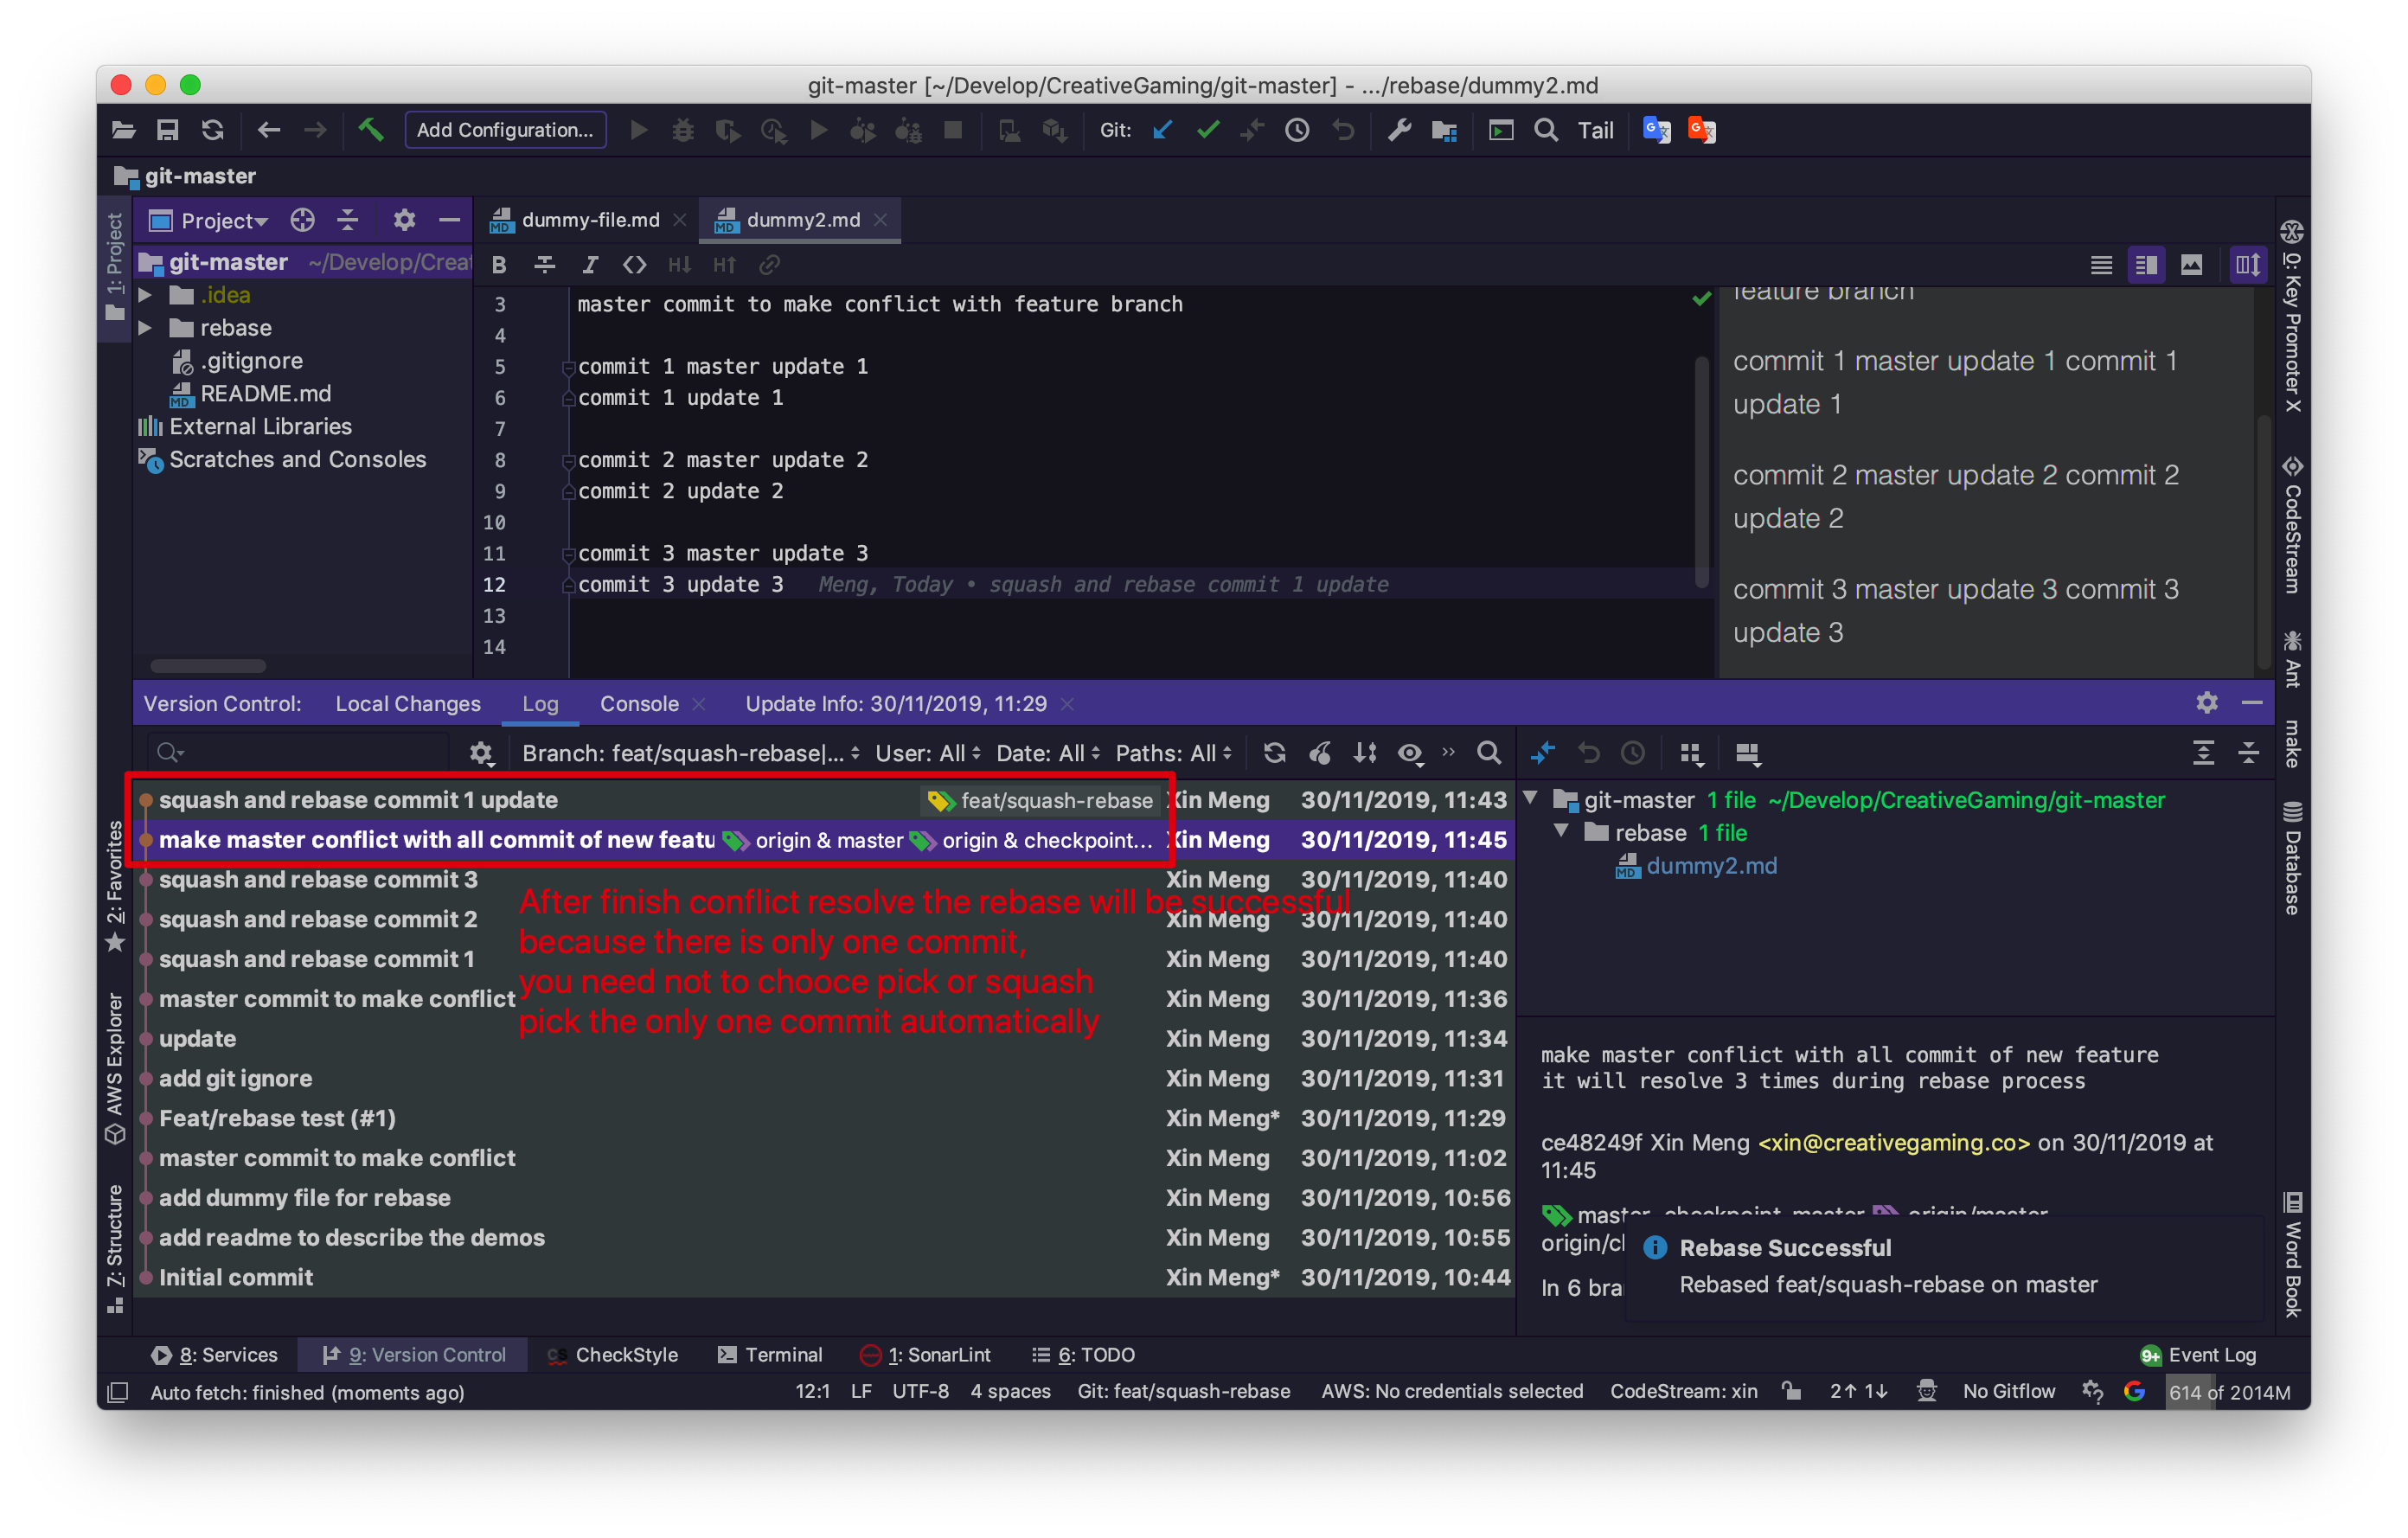 git-master [~/Develop/CreativeGaming/git-master] - .../rebase/dummy2.md
Add Configuration...
Git:
Tail
git-master
1: Project
Project
dummy-file.md
dummy2.md
git-master ~/Develop/Creat
.idea
rebase
.gitignore
README.md
External Libraries
Scratches and Consoles
3 master commit to make conflict with feature branch
4
5 commit 1 master update 1
6 commit 1 update 1
7
8 commit 2 master update 2
9 commit 2 update 2
10
11 commit 3 master update 3
12 commit 3 update 3 Meng, Today • squash and rebase commit 1 update
13
14
feature branch
commit 1 master update 1 commit 1
update 1
commit 2 master update 2 commit 2
update 2
commit 3 master update 3 commit 3
update 3
0: Key Promoter X
CodeStream
Ant
make
Database
Word Book
Version Control: Local Changes Log Console Update Info: 30/11/2019, 11:29
Branch: feat/squash-rebase|... User: All Date: All Paths: All
squash and rebase commit 1 update feat/squash-rebase Xin Meng 30/11/2019, 11:43
make master conflict with all commit of new featu origin & master origin & checkpoint... Xin Meng 30/11/2019, 11:45
squash and rebase commit 3 Xin Meng 30/11/2019, 11:40
squash and rebase commit 2 Xin Meng 30/11/2019, 11:40
squash and rebase commit 1 Xin Meng 30/11/2019, 11:40
master commit to make conflict Xin Meng 30/11/2019, 11:36
update Xin Meng 30/11/2019, 11:34
add git ignore Xin Meng 30/11/2019, 11:31
Feat/rebase test (#1) Xin Meng* 30/11/2019, 11:29
master commit to make conflict Xin Meng 30/11/2019, 11:02
add dummy file for rebase Xin Meng 30/11/2019, 10:56
add readme to describe the demos Xin Meng 30/11/2019, 10:55
Initial commit Xin Meng* 30/11/2019, 10:44
After finish conflict resolve the rebase will be successful
because there is only one commit,
you need not to chooce pick or squash
pick the only one commit automatically
git-master 1 file ~/Develop/CreativeGaming/git-master
rebase 1 file
dummy2.md
make master conflict with all commit of new feature
it will resolve 3 times during rebase process
ce48249f Xin Meng <xin@creativegaming.co> on 30/11/2019 at
11:45
master checkpoint master origin/master
origin/cl
In 6 bra
Rebase Successful
Rebased feat/squash-rebase on master
2: Favorites
AWS Explorer
7: Structure
8: Services 9: Version Control CheckStyle Terminal 1: SonarLint 6: TODO 9+ Event Log
Auto fetch: finished (moments ago) 12:1 LF UTF-8 4 spaces Git: feat/squash-rebase AWS: No credentials selected CodeStream: xin 2↑ 1↓ No Gitflow 614 of 2014M